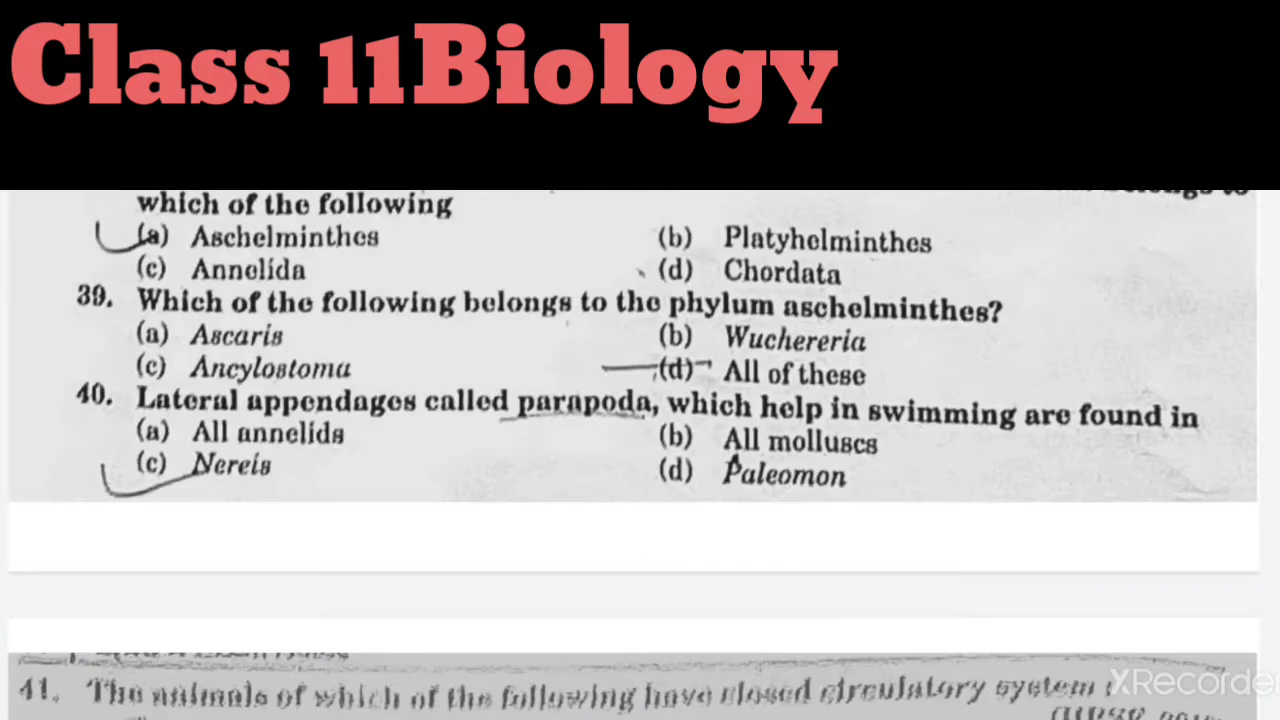 Class 11Biology
belongs to
which of the following
(a) Aschelminthes (b) Platyhelminthes
(c) Annelida (d) Chordata
39. Which of the following belongs to the phylum aschelminthes?
(a) Ascaris (b) Wuchereria
(c) Ancylostoma (d) All of these
40. Lateral appendages called parapoda, which help in swimming are found in
(a) All annelids (b) All molluscs
(c) Nereis (d) Paleomon
41. The animals of which of the following have closed circulatory system
XRecorder